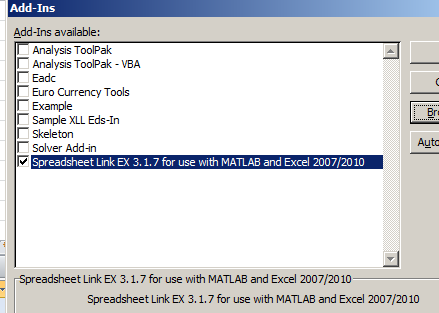 Add-Ins
Add-Ins available:
Analysis ToolPak
Analysis ToolPak - VBA
Eadc
Euro Currency Tools
Example
Sample XLL Eds-In
Skeleton
Solver Add-in
Spreadsheet Link EX 3.1.7 for use with MATLAB and Excel 2007/2010
Spreadsheet Link EX 3.1.7 for use with MATLAB and Excel 2007/2010
Spreadsheet Link EX 3.1.7 for use with MATLAB and Excel 2007/2010